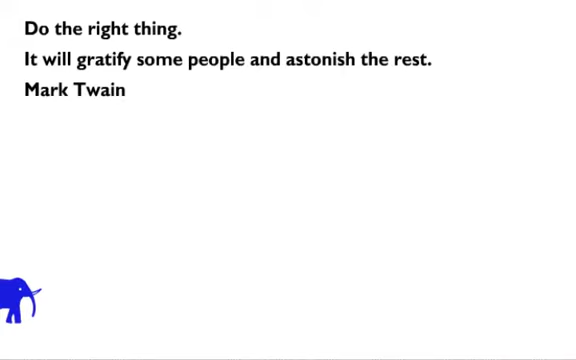 Do the right thing.
It will gratify some people and astonish the rest.
Mark Twain